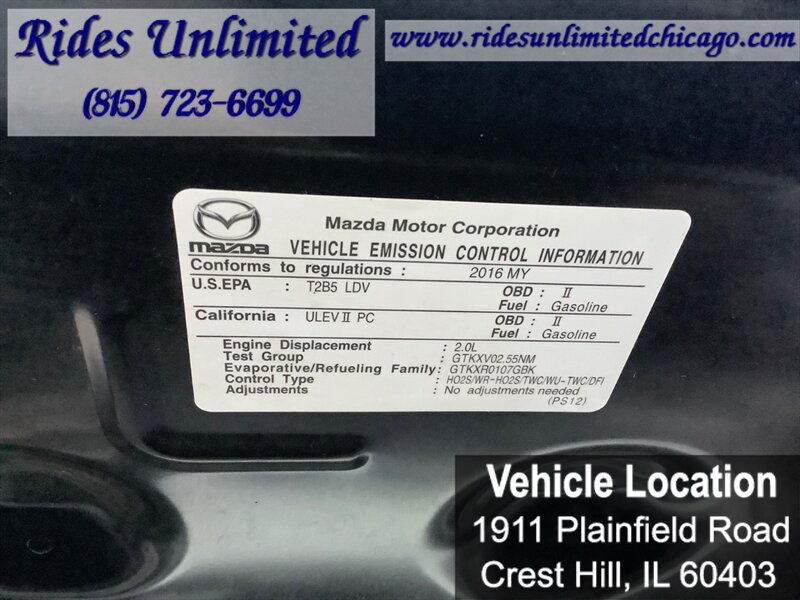 Rides Unlimited
(815) 723-6699
www.ridesunlimitedchicago.com
mazda
Mazda Motor Corporation
VEHICLE EMISSION CONTROL INFORMATION
Conforms to regulations : 2016 MY
U.S.EPA : T2B5 LDV OBD : II
Fuel : Gasoline
California : ULEV II PC OBD : II
Fuel : Gasoline
Engine Displacement : 2.0L
Test Group : GTKXV02.55NM
Evaporative/Refueling Family: GTKXR0107GBK
Control Type : HO2S/WR-HO2S/TWC/WU-TWC/DFI
Adjustments : No adjustments needed
(PS12)
Vehicle Location
1911 Plainfield Road
Crest Hill, IL 60403